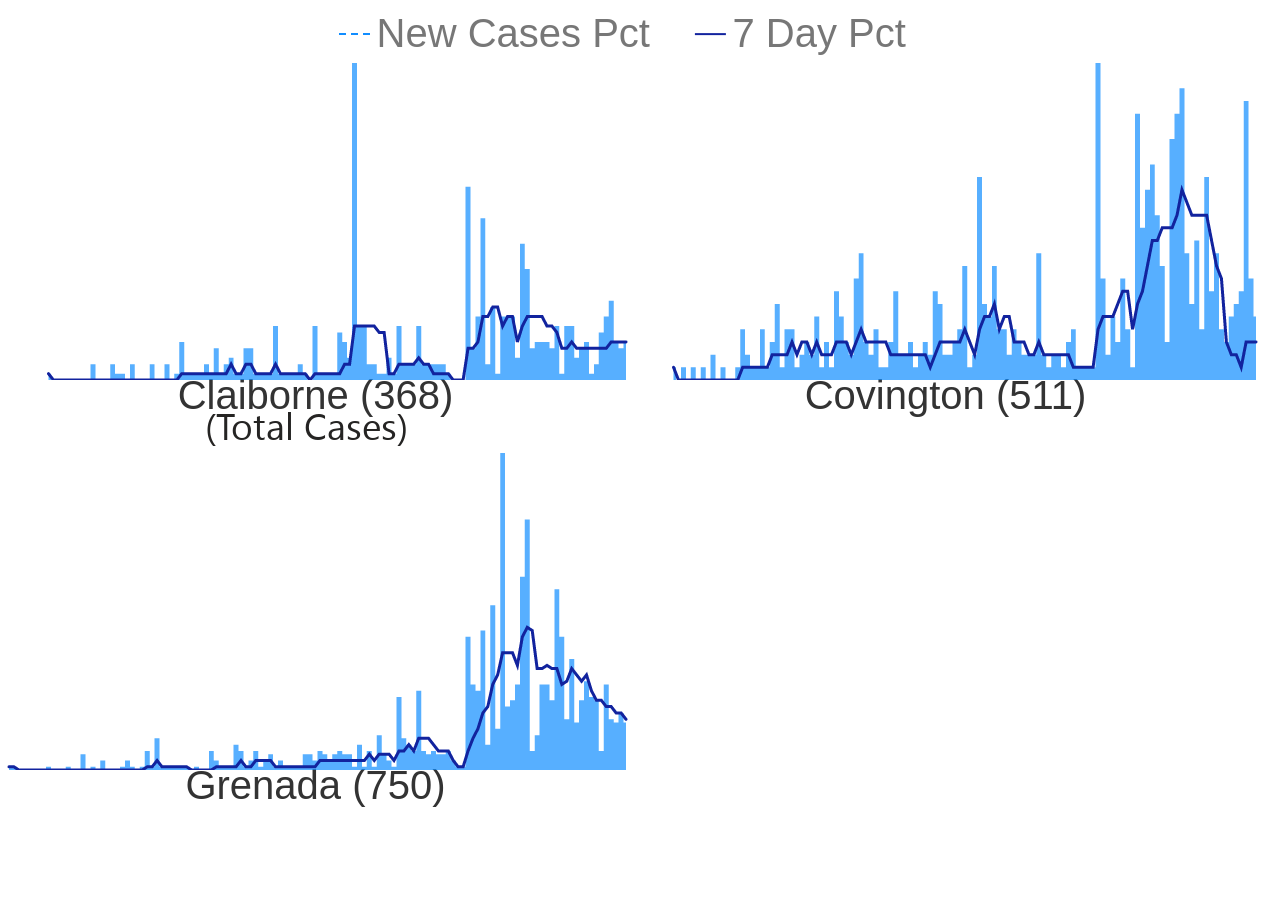 New Cases Pct 7 Day Pct
Claiborne (368)
(Total Cases)
Covington (511)
Grenada (750)